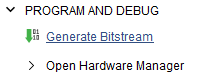 PROGRAM AND DEBUG
Generate Bitstream
Open Hardware Manager